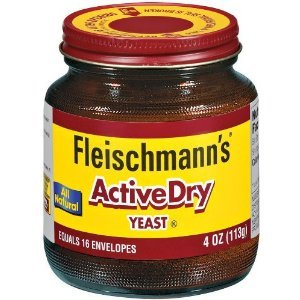 Fleischmann's®
ActiveDry
YEAST®
All
Natural
EQUALS 16 ENVELOPES
4 OZ (113g)